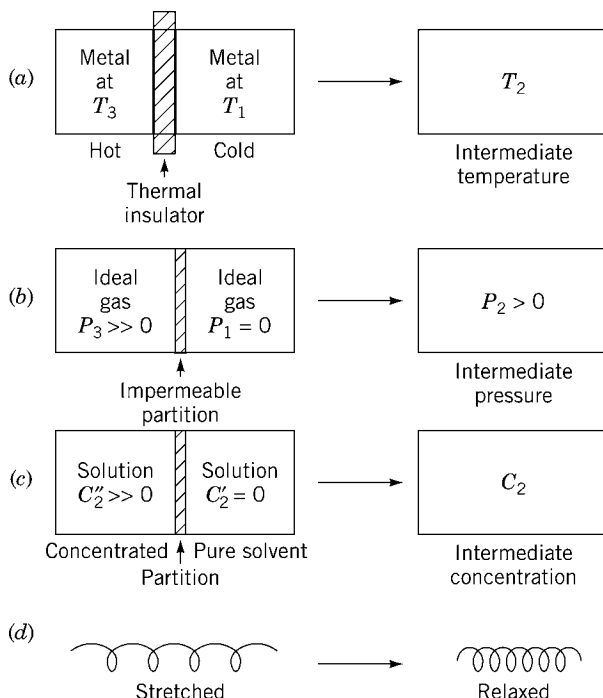 (a)
Metal
at
T₃
Metal
at
T₁
T₂
Hot
Cold
Thermal
insulator
Intermediate
temperature
(b)
Ideal
gas
P₃ >> 0
Ideal
gas
P₁ = 0
P₂ > 0
Impermeable
partition
Intermediate
pressure
(c)
Solution
C₂″ >> 0
Solution
C₂′ = 0
C₂
Concentrated
Pure solvent
Partition
Intermediate
concentration
(d)
Stretched
Relaxed